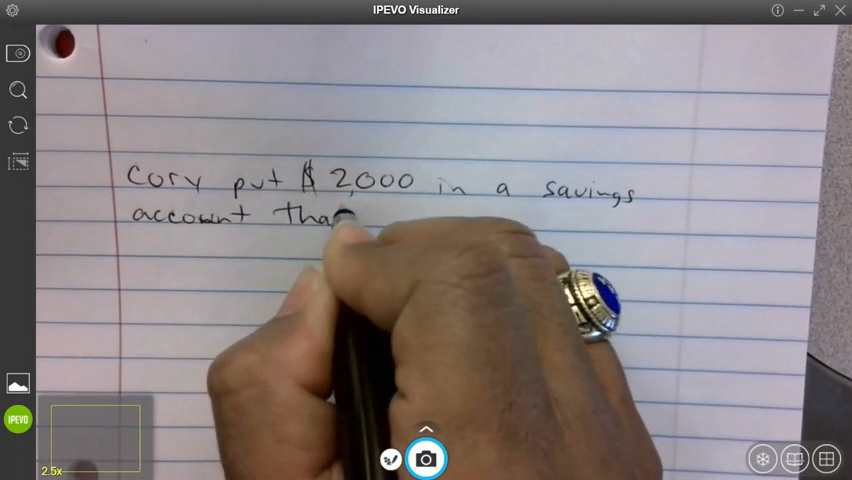 IPEVO Visualizer
Cory put $ 2,000 in a savings
account tha
IPEVO
2.5x